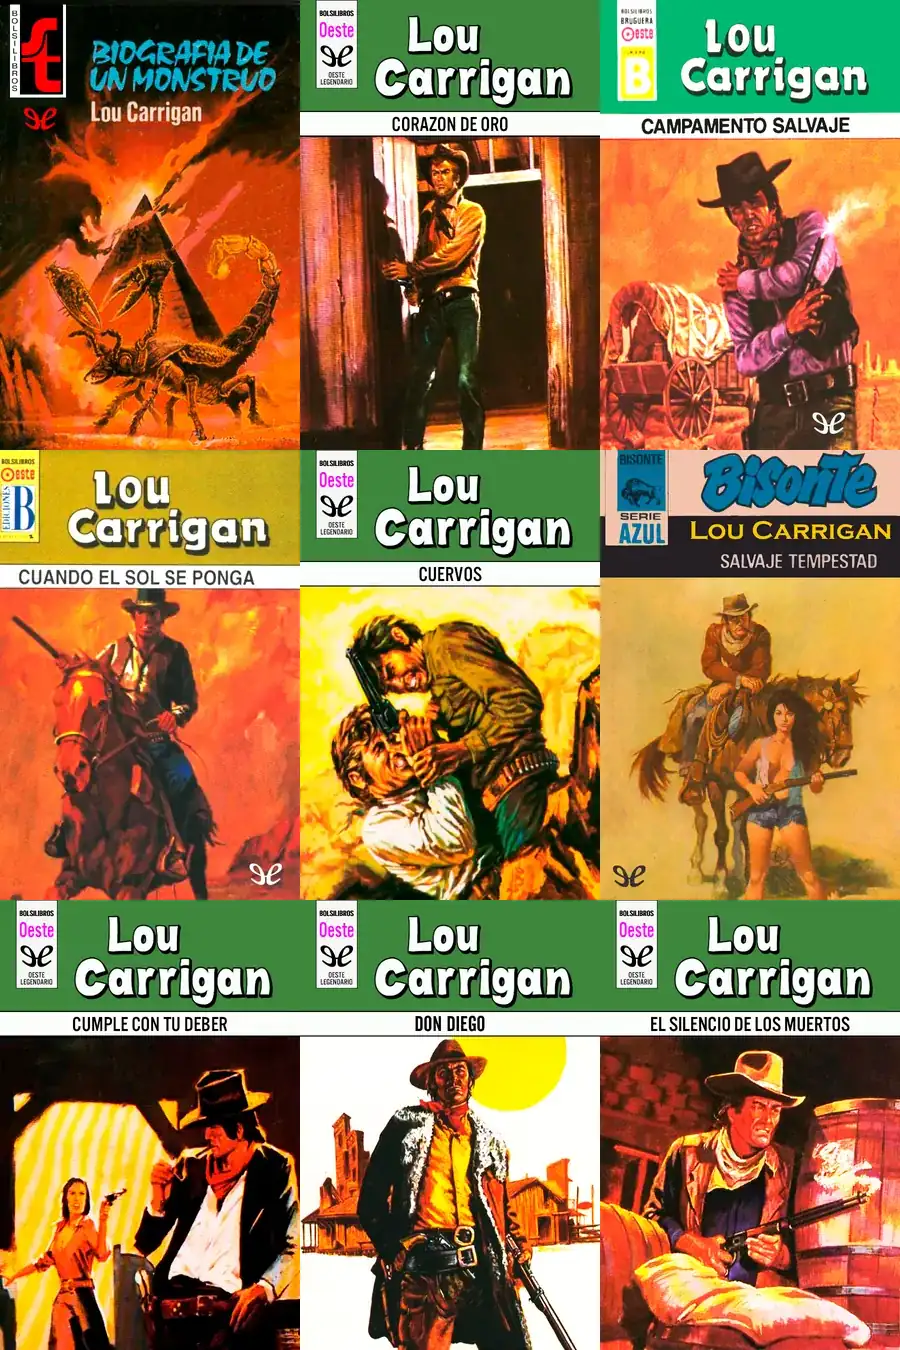 BOLSILIBROS
BIOGRAFIA DE
UN MONSTRUO
Lou Carrigan
BOLSILIBROS
Oeste
OESTE
LEGENDARIO
Lou
Carrigan
CORAZON DE ORO
BOLSILIBROS
BRUGUERA
Oeste
SERIE
B
Lou
Carrigan
CAMPAMENTO SALVAJE
BOLSILIBROS
Oeste
EDICIONES
B
Lou
Carrigan
CUANDO EL SOL SE PONGA
BOLSILIBROS
Oeste
OESTE
LEGENDARIO
Lou
Carrigan
CUERVOS
BISONTE
SERIE
AZUL
BISONTE
LOU CARRIGAN
SALVAJE TEMPESTAD
BOLSILIBROS
Oeste
OESTE
LEGENDARIO
Lou
Carrigan
CUMPLE CON TU DEBER
BOLSILIBROS
Oeste
OESTE
LEGENDARIO
Lou
Carrigan
DON DIEGO
BOLSILIBROS
Oeste
OESTE
LEGENDARIO
Lou
Carrigan
EL SILENCIO DE LOS MUERTOS